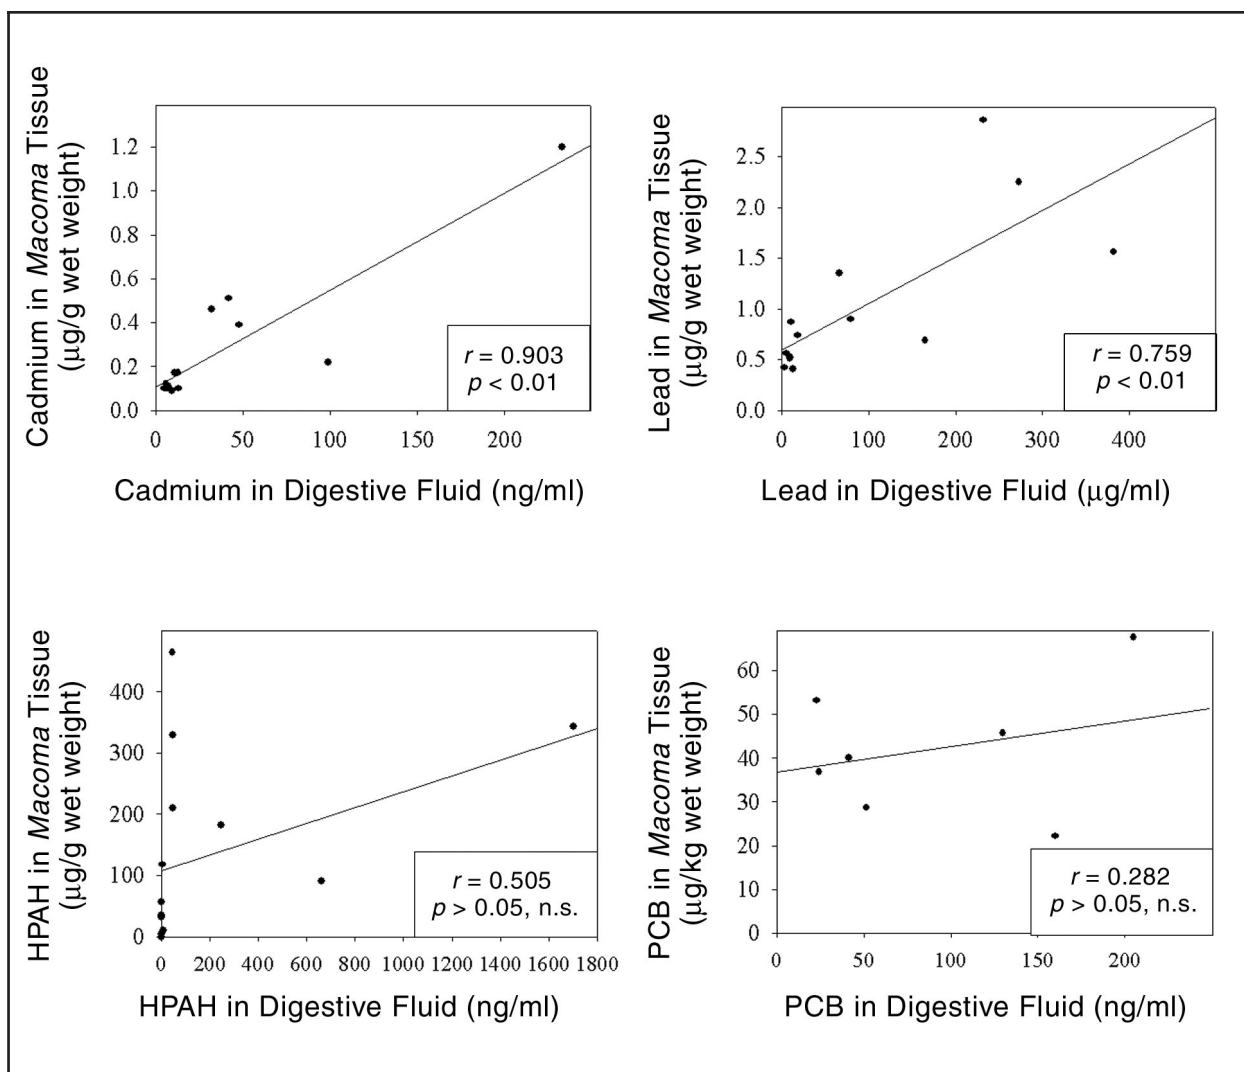 Cadmium in Macoma Tissue
(μg/g wet weight)
1.2
1.0
0.8
0.6
0.4
0.2
0.0
r = 0.903
p < 0.01
0 50 100 150 200
Cadmium in Digestive Fluid (ng/ml)
Lead in Macoma Tissue
(μg/g wet weight)
2.5
2.0
1.5
1.0
0.5
0.0
r = 0.759
p < 0.01
0 100 200 300 400
Lead in Digestive Fluid (μg/ml)
HPAH in Macoma Tissue
(μg/g wet weight)
400
300
200
100
0
r = 0.505
p > 0.05, n.s.
0 200 400 600 800 1000 1200 1400 1600 1800
HPAH in Digestive Fluid (ng/ml)
PCB in Macoma Tissue
(μg/kg wet weight)
60
50
40
30
20
10
0
r = 0.282
p > 0.05, n.s.
0 50 100 150 200
PCB in Digestive Fluid (ng/ml)